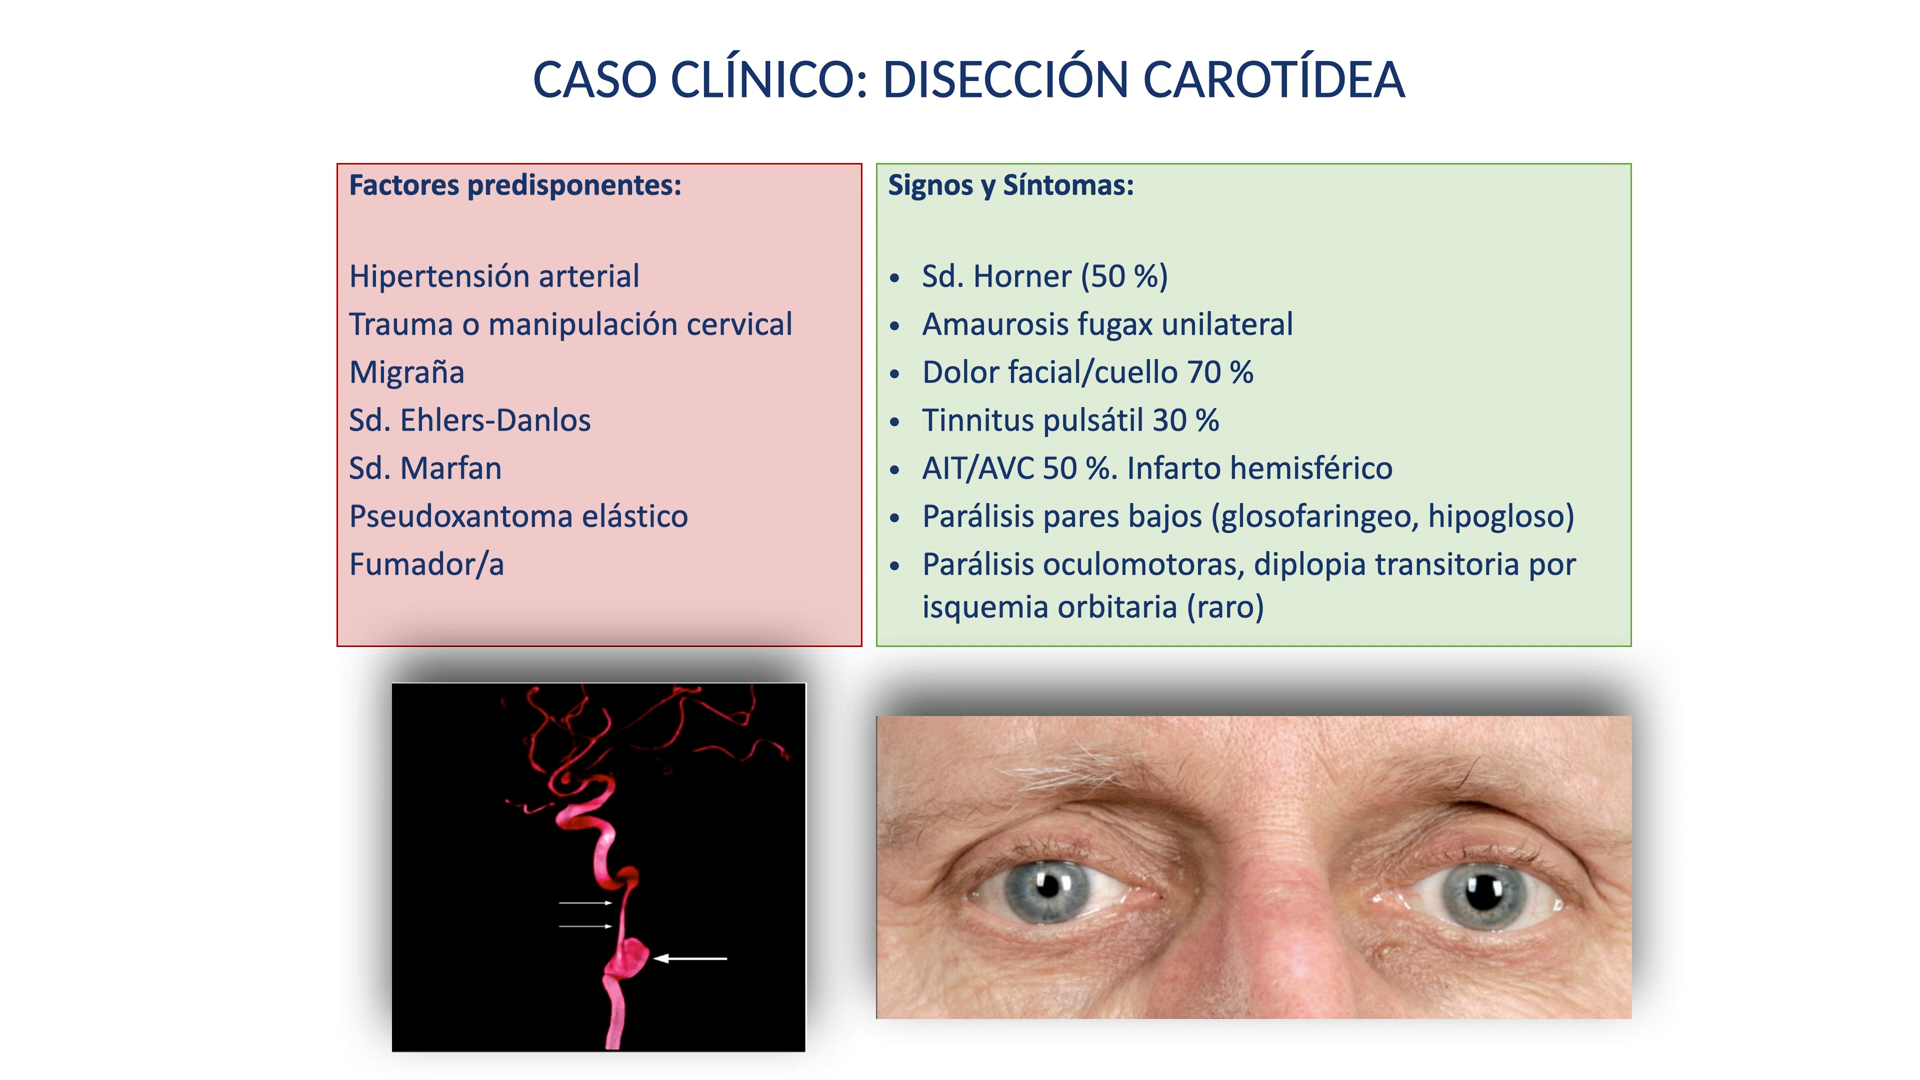 CASO CLÍNICO: DISECCIÓN CAROTÍDEA
Factores predisponentes:
Hipertensión arterial
Trauma o manipulación cervical
Migraña
Sd. Ehlers-Danlos
Sd. Marfan
Pseudoxantoma elástico
Fumador/a
Signos y Síntomas:
• Sd. Horner (50 %)
• Amaurosis fugax unilateral
• Dolor facial/cuello 70 %
• Tinnitus pulsátil 30 %
• AIT/AVC 50 %. Infarto hemisférico
• Parálisis pares bajos (glosofaringeo, hipogloso)
• Parálisis oculomotoras, diplopia transitoria por
isquemia orbitaria (raro)